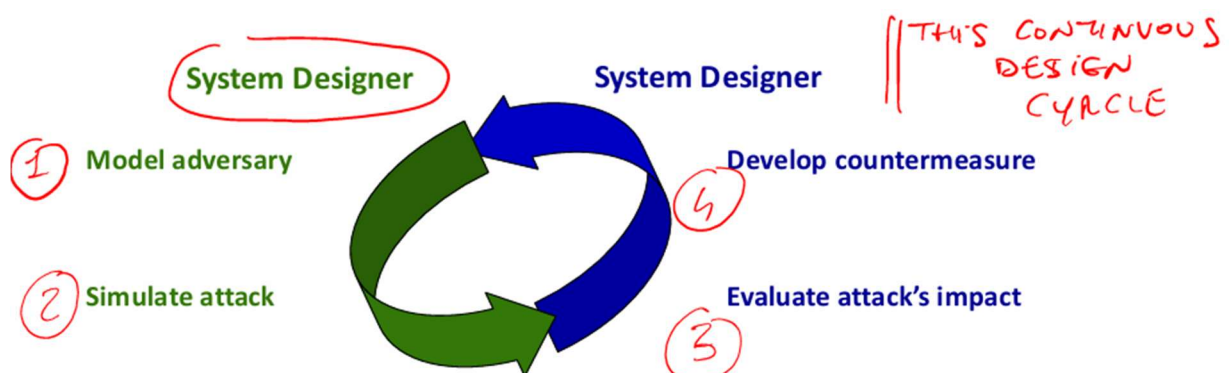 System Designer
System Designer
THIS CONTINUOUS
DESIGN
CYRCLE
1 Model adversary
Develop countermeasure
4
2 Simulate attack
Evaluate attack's impact
3